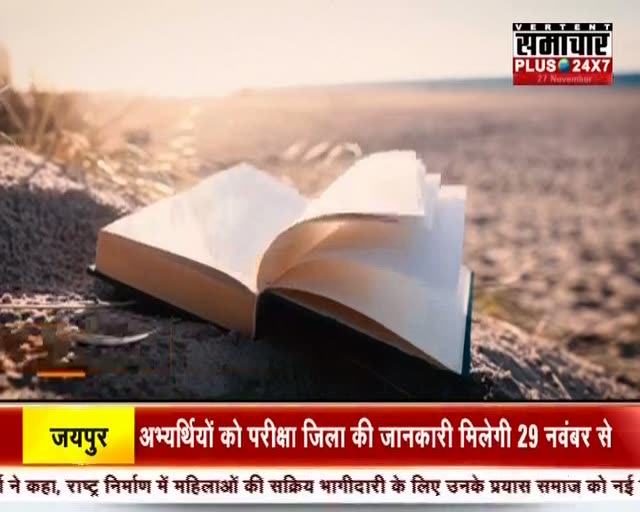 VERTENT
समाचार
PLUS 24X7
27 November
जयपुर
अभ्यर्थियों को परीक्षा जिला की जानकारी मिलेगी 29 नवंबर से
ने कहा, राष्ट्र निर्माण में महिलाओं की सक्रिय भागीदारी के लिए उनके प्रयास समाज को नई